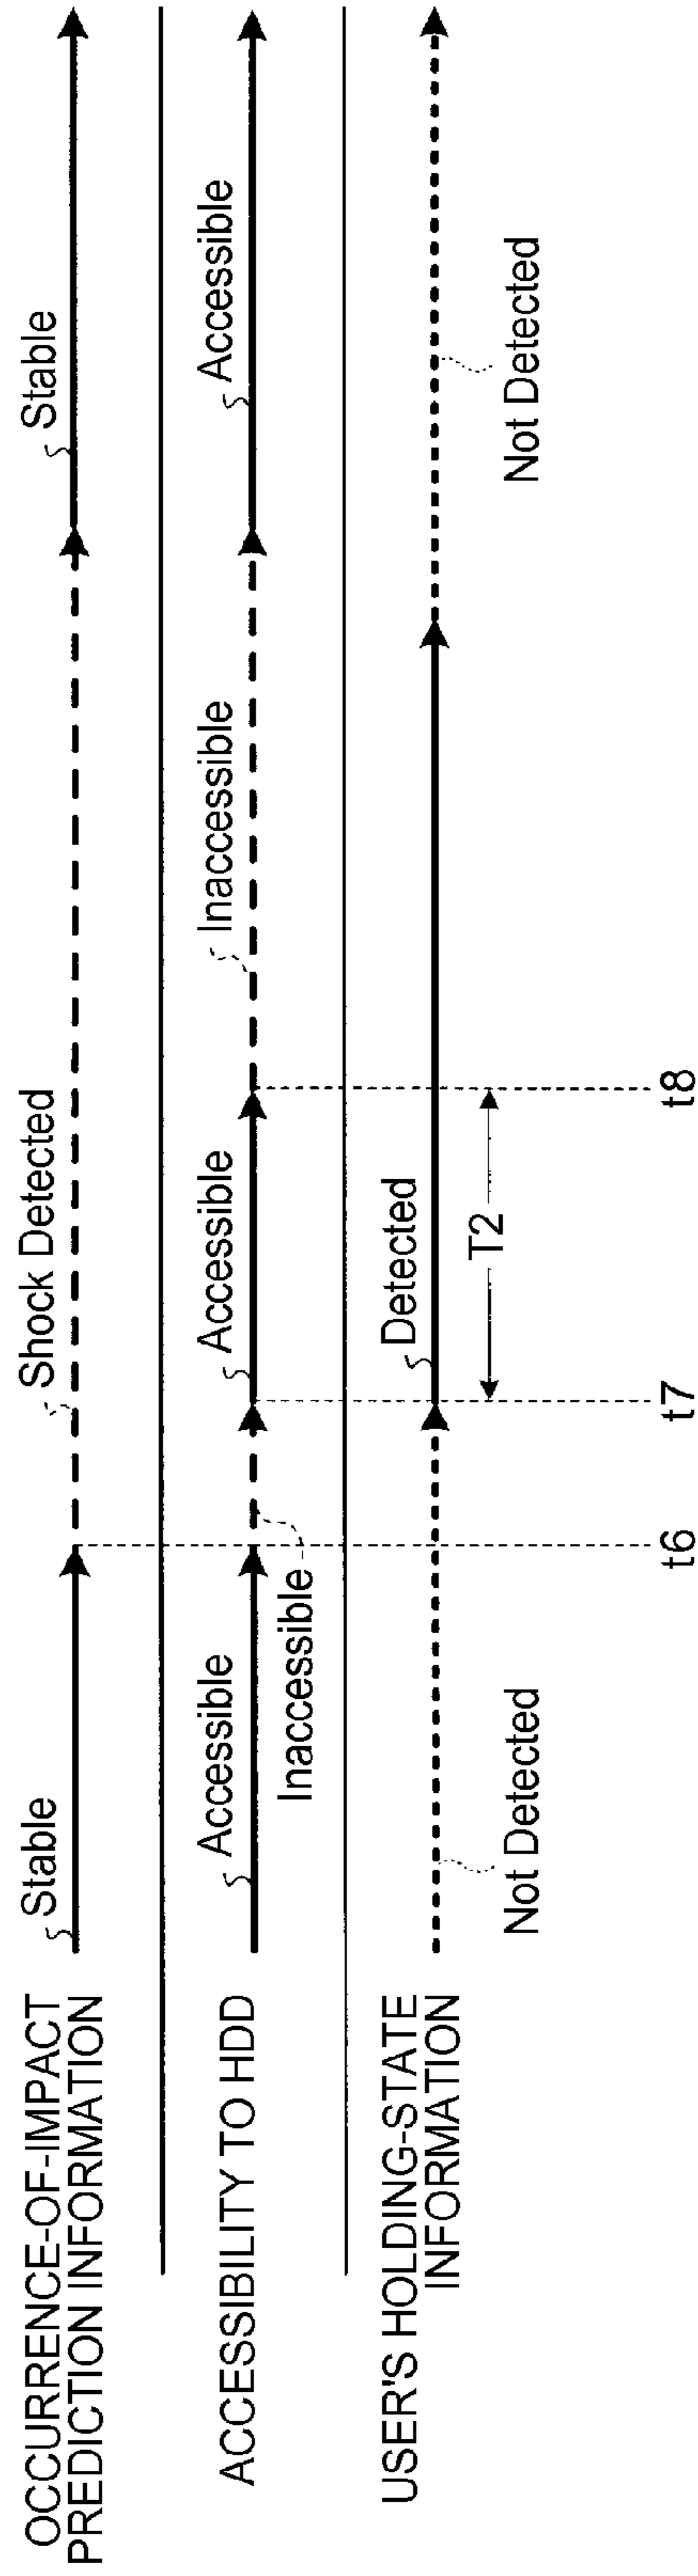 OCCURRENCE-OF-IMPACT
PREDICTION INFORMATION
Stable
Shock Detected
Stable
ACCESSIBILITY TO HDD
Accessible
Inaccessible
Accessible
Inaccessible
Accessible
USER'S HOLDING-STATE
INFORMATION
Not Detected
Detected
Not Detected
T2
t6
t7
t8